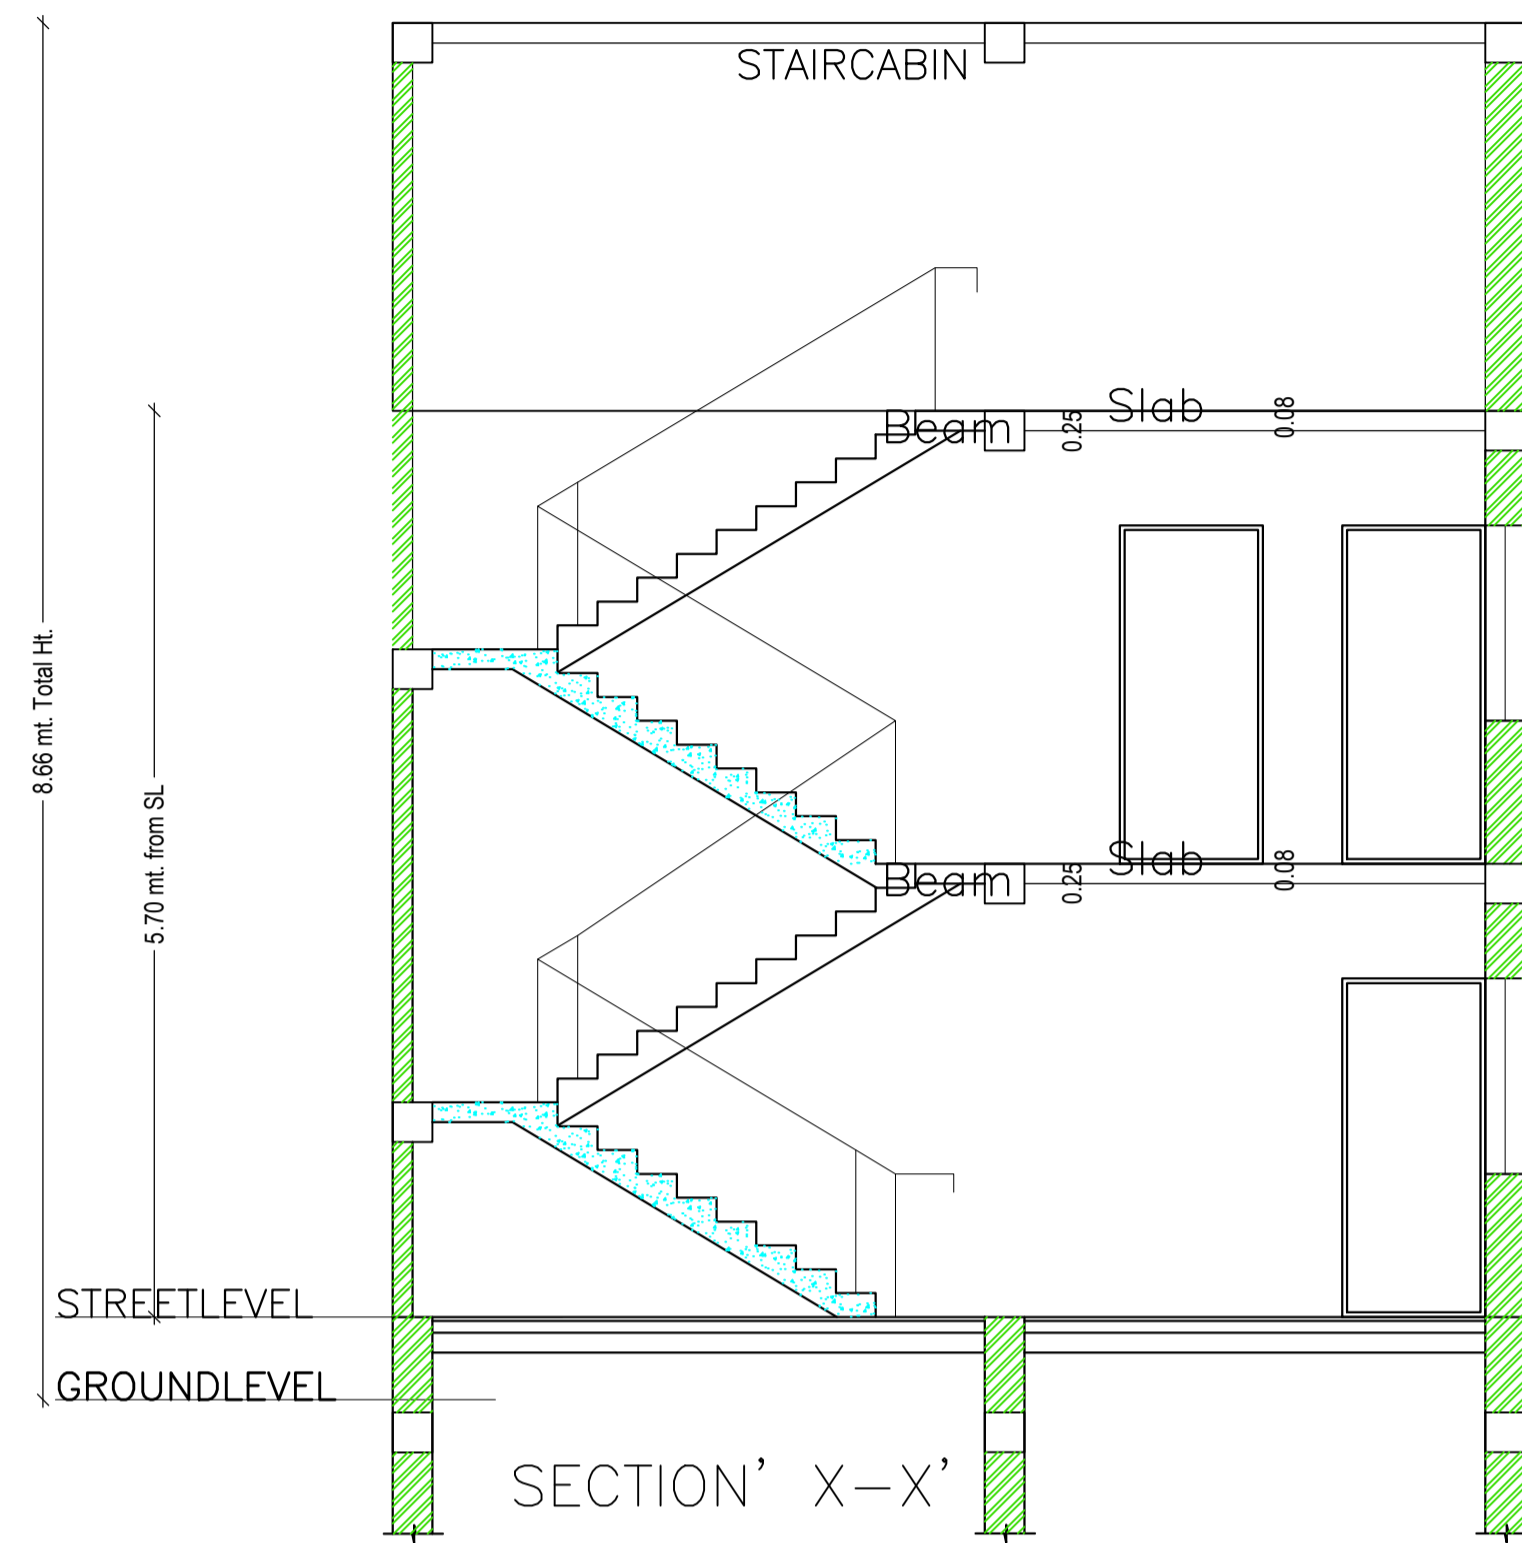 STAIRCABIN
Slab
0.08
Beam
0.25
8.66 mt. Total Ht.
5.70 mt. from SL
Slab
0.08
Beam
0.25
STREETLEVEL
GROUNDLEVEL
SECTION' X-X'